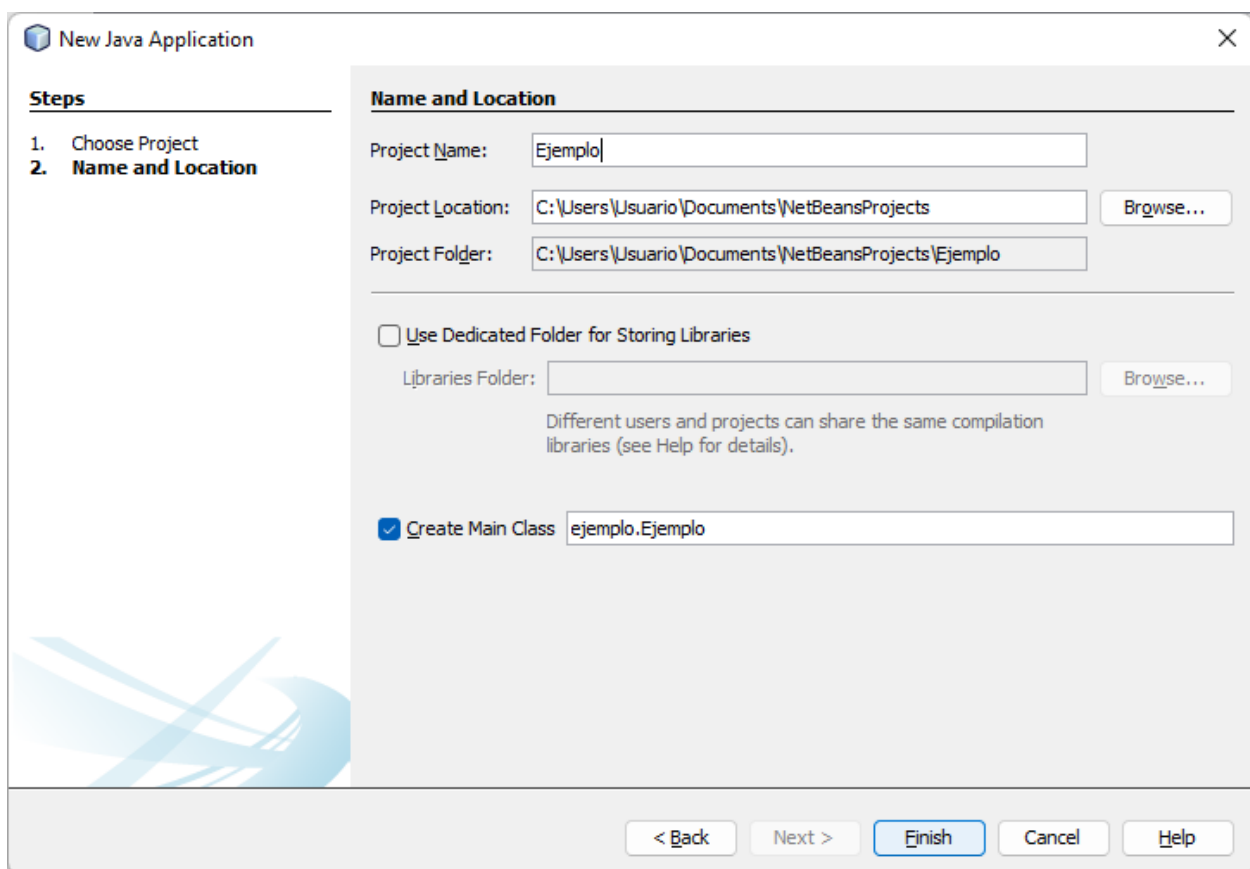 New Java Application
Steps
1. Choose Project
2. Name and Location
Name and Location
Project Name: Ejemplo
Project Location: C:\Users\Usuario\Documents\NetBeansProjects Browse...
Project Folder: C:\Users\Usuario\Documents\NetBeansProjects\Ejemplo
Use Dedicated Folder for Storing Libraries
Libraries Folder: Browse...
Different users and projects can share the same compilation
libraries (see Help for details).
Create Main Class ejemplo.Ejemplo
< Back Next > Finish Cancel Help